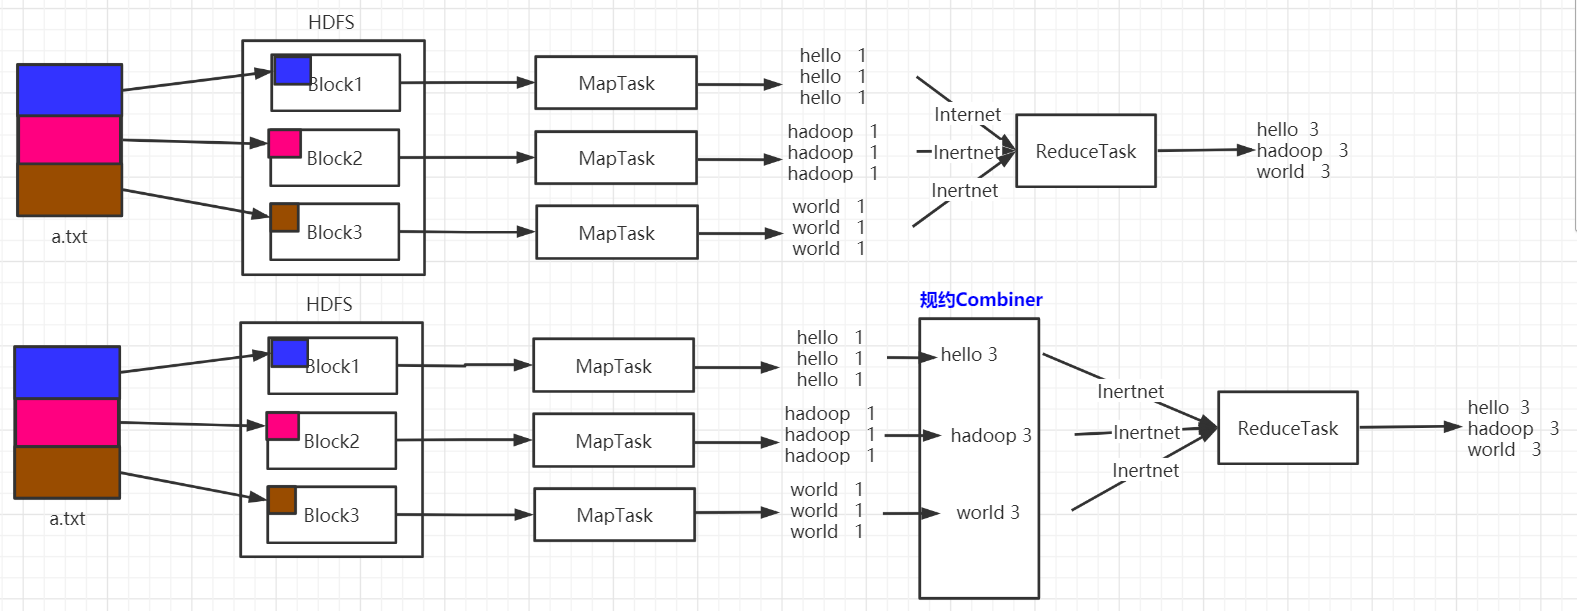 HDFS
Block1
MapTask
hello 1
hello 1
hello 1
Internet
hadoop 1
hadoop 1
hadoop 1
Block2
MapTask
Inertnet
ReduceTask
hello 3
hadoop 3
world 3
Inertnet
Block3
MapTask
world 1
world 1
world 1
a.txt
HDFS
规约Combiner
Block1
MapTask
hello 1
hello 1
hello 1
hello 3
Inertnet
Block2
MapTask
hadoop 1
hadoop 1
hadoop 1
hadoop 3
Inertnet
ReduceTask
hello 3
hadoop 3
world 3
Inertnet
Block3
MapTask
world 1
world 1
world 1
world 3
a.txt